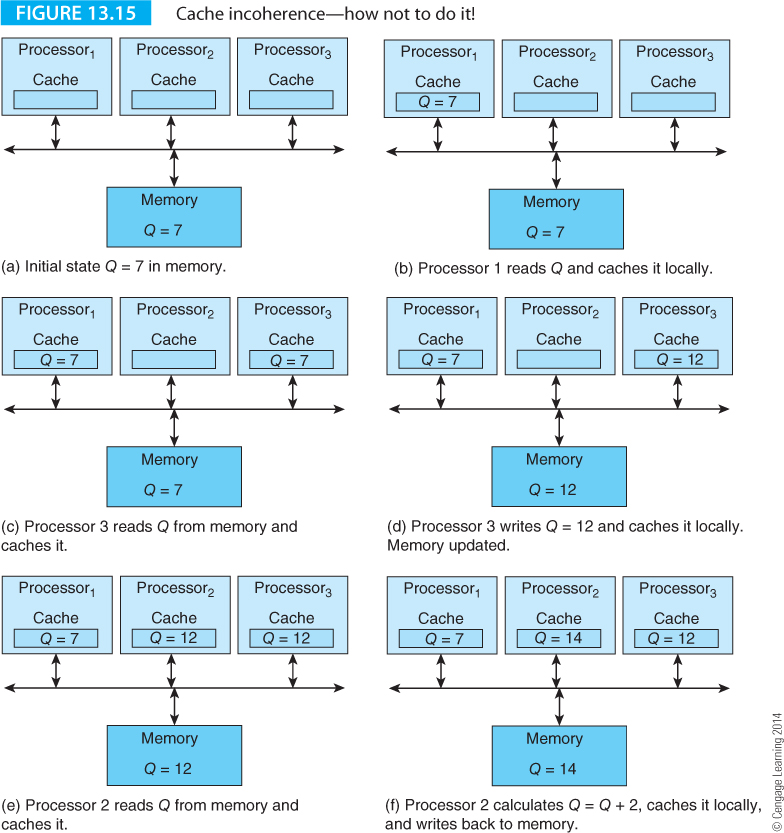 FIGURE 13.15 Cache incoherence—how not to do it!
Processor1 Processor2 Processor3
Cache Cache Cache
Memory
Q = 7
(a) Initial state Q = 7 in memory.
Processor1 Processor2 Processor3
Cache Cache Cache
Q = 7
Memory
Q = 7
(b) Processor 1 reads Q and caches it locally.
Processor1 Processor2 Processor3
Cache Cache Cache
Q = 7 Q = 7
Memory
Q = 7
(c) Processor 3 reads Q from memory and
caches it.
Processor1 Processor2 Processor3
Cache Cache Cache
Q = 7 Q = 12
Memory
Q = 12
(d) Processor 3 writes Q = 12 and caches it locally.
Memory updated.
Processor1 Processor2 Processor3
Cache Cache Cache
Q = 7 Q = 12 Q = 12
Memory
Q = 12
(e) Processor 2 reads Q from memory and
caches it.
Processor1 Processor2 Processor3
Cache Cache Cache
Q = 7 Q = 14 Q = 12
Memory
Q = 14
(f) Processor 2 calculates Q = Q + 2, caches it locally,
and writes back to memory.
© Cengage Learning 2014